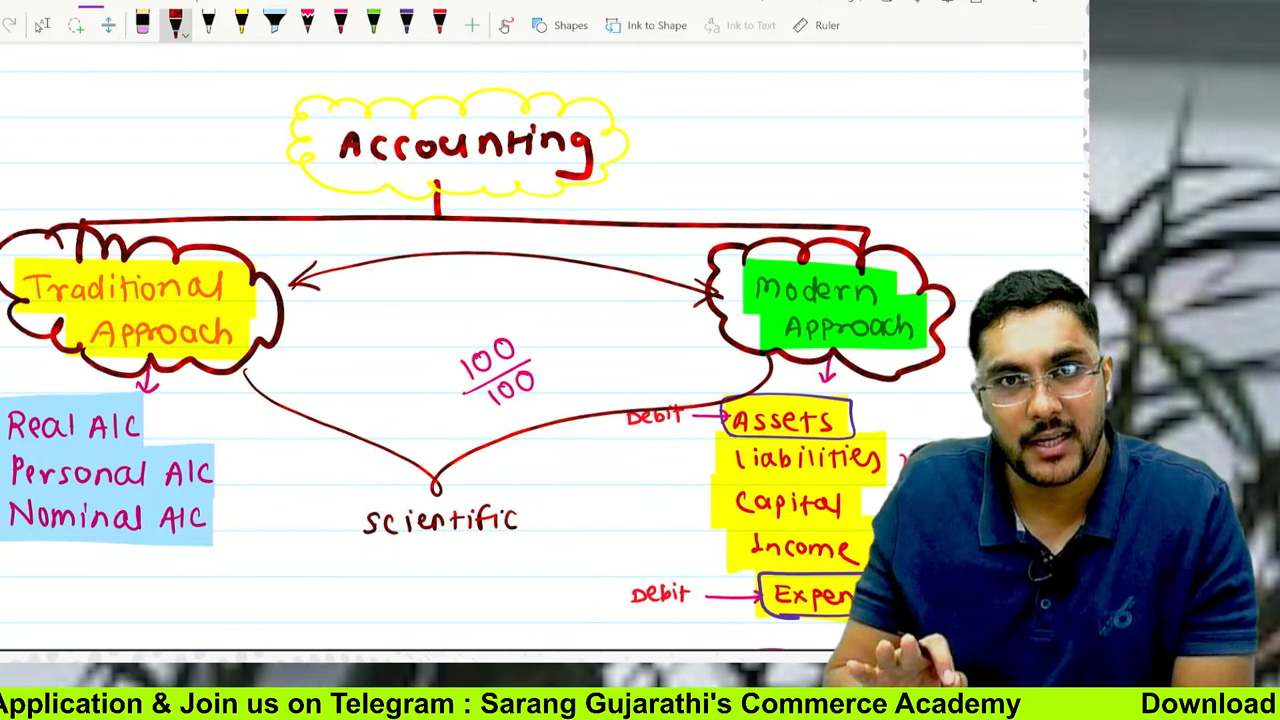 Shapes
Ink to Shape
Ink to Text
Ruler
Accounting
Traditional
Approach
Modern
Approach
100
100
Real A/C
Personal A/C
Nominal A/C
scientific
Debit
Assets
Liabilities
Capital
Income
Debit
Expen
Application & Join us on Telegram : Sarang Gujarathi's Commerce Academy
Download